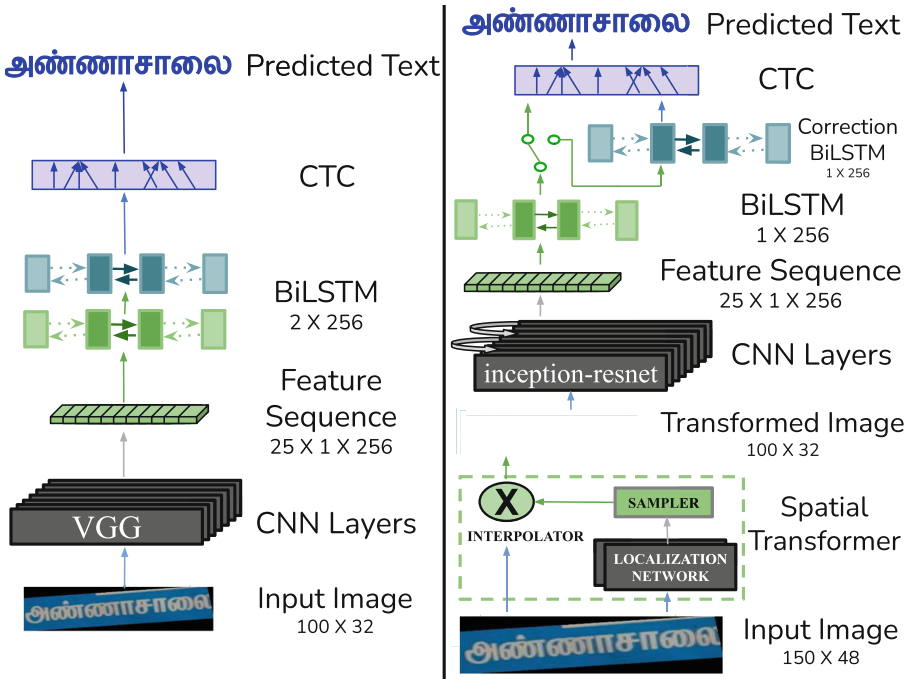 அண்ணாசாலை Predicted Text
CTC
BiLSTM
2 X 256
Feature
Sequence
25 X 1 X 256
VGG CNN Layers
அண்ணாசாலை Input Image
100 X 32
அண்ணாசாலை Predicted Text
CTC
Correction
BiLSTM
1 X 256
BiLSTM
1 X 256
Feature Sequence
25 X 1 X 256
inception-resnet CNN Layers
Transformed Image
100 X 32
X SAMPLER Spatial
INTERPOLATOR Transformer
LOCALIZATION
NETWORK
அண்ணாசாலை Input Image
150 X 48